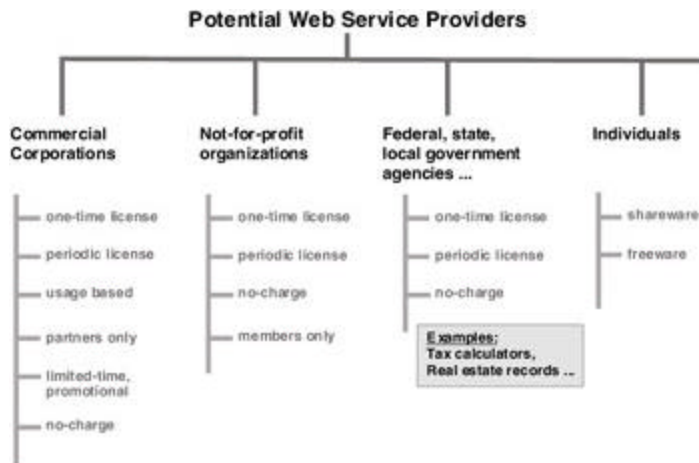 Potential Web Service Providers
Commercial
Corporations
one-time license
periodic license
usage based
partners only
limited-time,
promotional
no-charge
Not-for-profit
organizations
one-time license
periodic license
no-charge
members only
Federal, state,
local government
agencies ...
one-time license
periodic license
no-charge
Examples:
Tax calculators,
Real estate records ...
Individuals
shareware
freeware